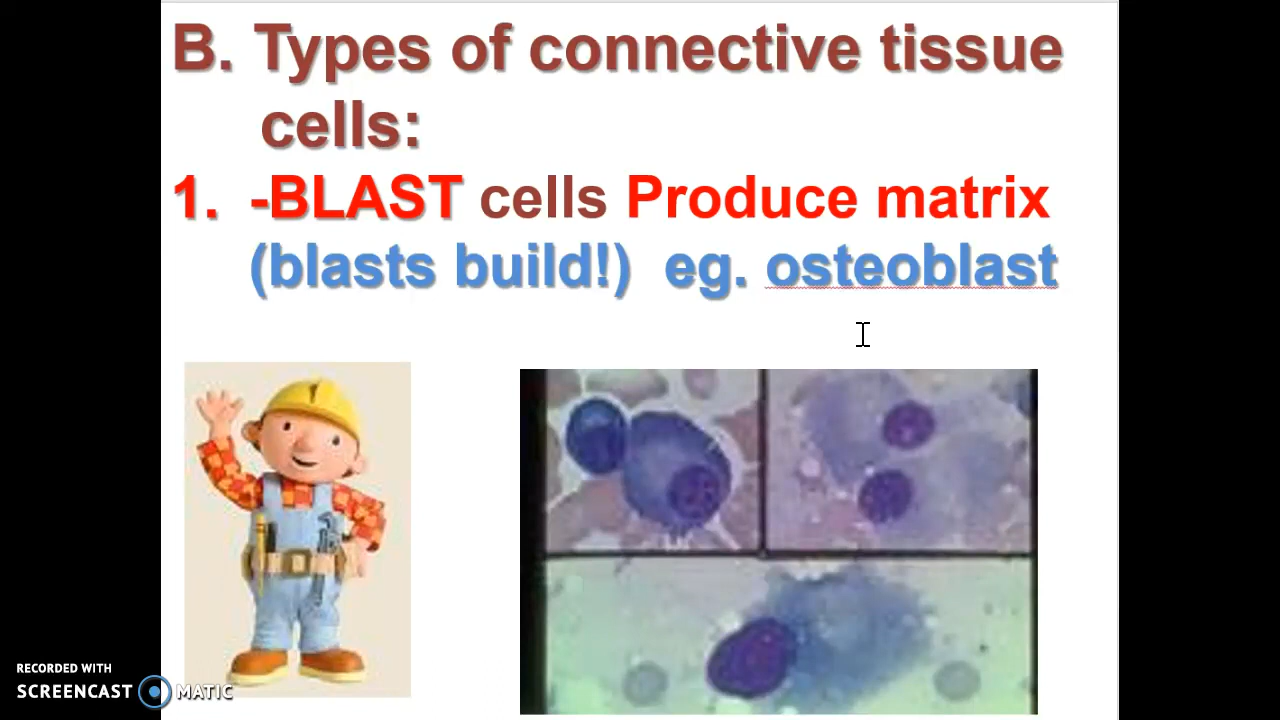 B. Types of connective tissue
cells:
1. -BLAST cells Produce matrix
(blasts build!) eg. osteoblast
RECORDED WITH
SCREENCAST MATIC